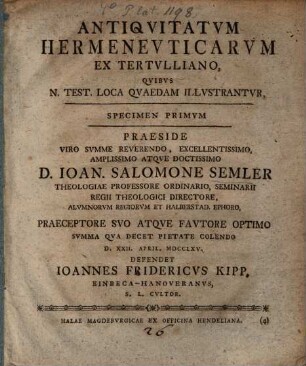 ANTIQVITATVM
HERMENEVTICARVM
EX TERTVLLIANO,
QVIBVS
N. TEST. LOCA QVAEDAM ILLVSTRANTVR,
SPECIMEN PRIMVM
PRAESIDE
VIRO SVMME REVERENDO, EXCELLENTISSIMO,
AMPLISSIMO ATQVE DOCTISSIMO
D. IOAN. SALOMONE SEMLER
THEOLOGIAE PROFESSORE ORDINARIO, SEMINARII
REGII THEOLOGICI DIRECTORE,
ALVMNORVM REGIORVM ET HALBERSTAD. EPHORO,
PRAECEPTORE SVO ATQVE FAVTORE OPTIMO
SVMMA QVA DECET PIETATE COLENDO
D. XXII. APRIL. MDCCLXV.
DEFENDET
IOANNES FRIDERICVS KIPP,
EINBECA-HANOVERANVS,
S. L. CVLTOR.
HALAE MAGDEBVRGICAE EX OFFICINA HENDELIANA.
26